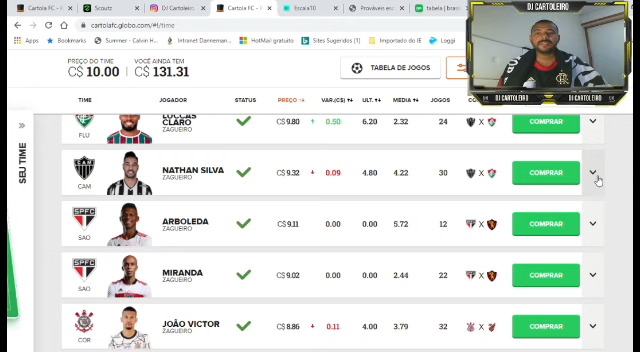 Cartola FC - F
Scoutz
DJ Cartoleiro
Cartola FC - F
Escala10
Prováveis esc
tabela | brasi
cartolafc.globo.com/#!/time
Bookmarks
Summer - Calvin H...
HotMail gratuito
Intranet Danneman...
Sites Sugeridos (1)
Importado do IE
Loggi
DJ CARTOLEIRO
DJ CARTOLEIRO
DJ CARTOLEIRO
PREÇO DO TIME
C$ 10.00
VOCÊ AINDA TEM
C$ 131.31
TABELA DE JOGOS
TIME JOGADOR STATUS PREÇO VAR.(C$) ULT. MÉDIA JOGOS
SEU TIME
FLU LUCCAS CLARO C$ 9.80 0.50 6.20 2.32 24 X COMPRAR
ZAGUEIRO
CAM NATHAN SILVA C$ 9.32 0.09 4.80 4.22 30 X COMPRAR
ZAGUEIRO
SAO ARBOLEDA C$ 9.11 0.00 0.00 5.72 12 X COMPRAR
ZAGUEIRO
SAO MIRANDA C$ 9.02 0.00 0.00 2.44 22 X COMPRAR
ZAGUEIRO
COR JOÃO VICTOR C$ 8.86 0.11 4.00 3.79 32 X COMPRAR
ZAGUEIRO